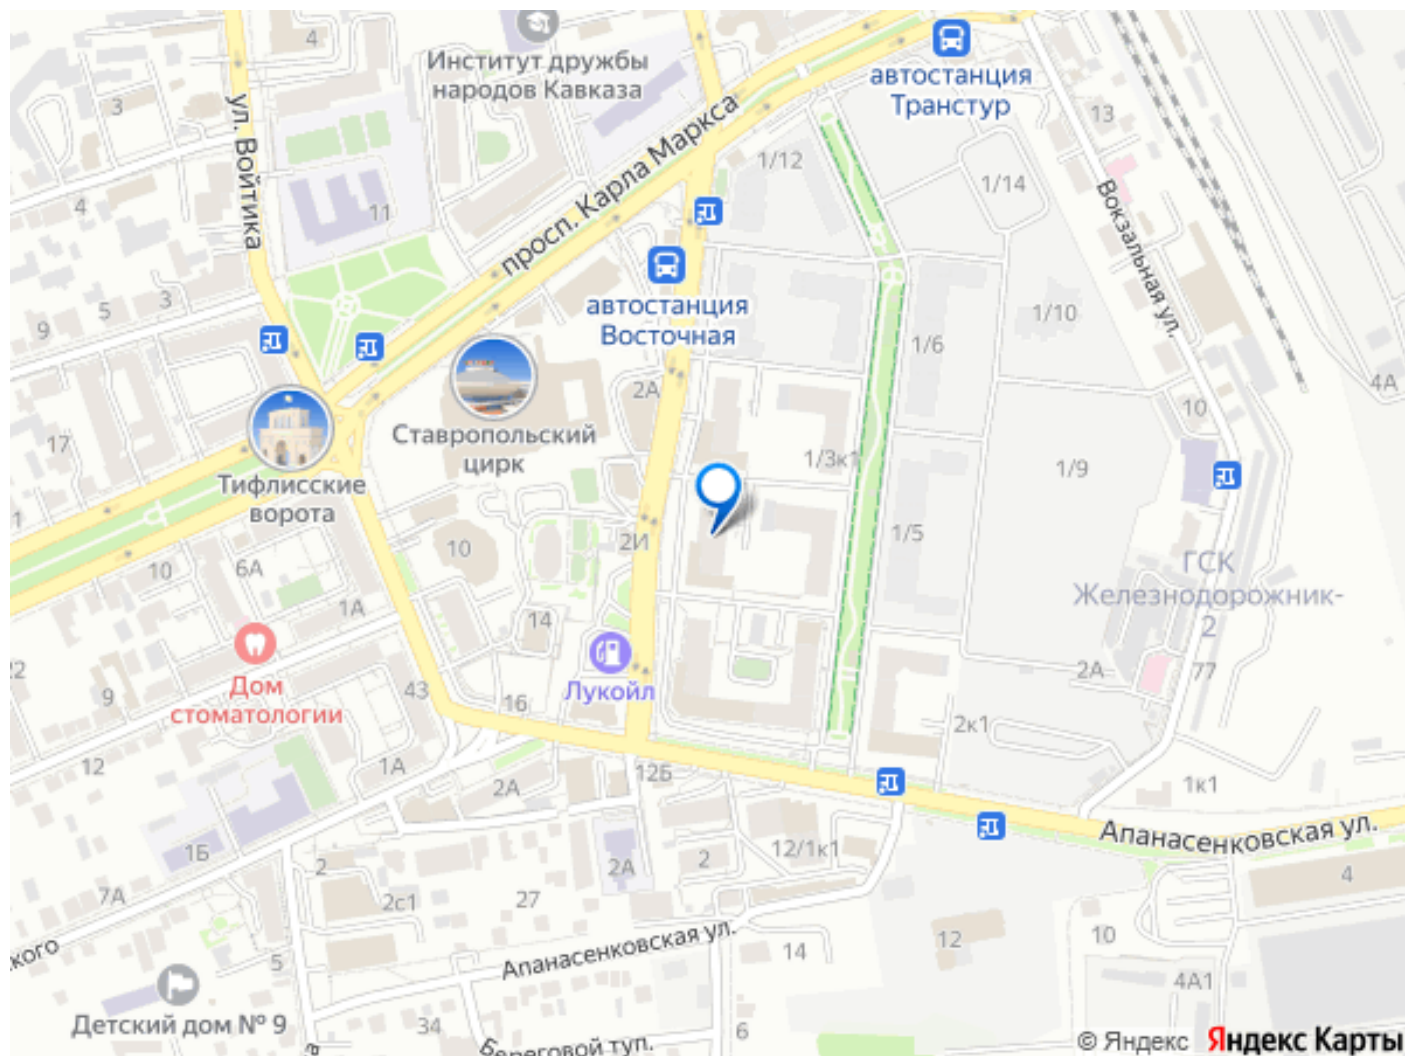 4
Институт дружбы
народов Кавказа
автостанция
Транстур
3
ул. Войтика
просп. Карла Маркса
13
1/12
1/14
Вокзальная ул.
4
11
5
3
9
автостанция
Восточная
1/10
1/6
4А
2А
10
17
Ставропольский
цирк
1/3к1
1/9
Тифлисские
ворота
1
10
2И
1/5
ГСК
Железнодорожник-
2
10
6А
1А
14
22
9
Дом
стоматологии
43
Лукойл
16
2А
77
2к1
12
1А
2А
12Б
1к1
Апанасенковская ул.
1Б
2
2А
2
12/1к1
4
7А
2с1
27
кого
5
Апанасенковская ул.
14
12
10
4А1
Детский дом № 9
34
Береговой туп.
6
© Яндекс Яндекс Карты